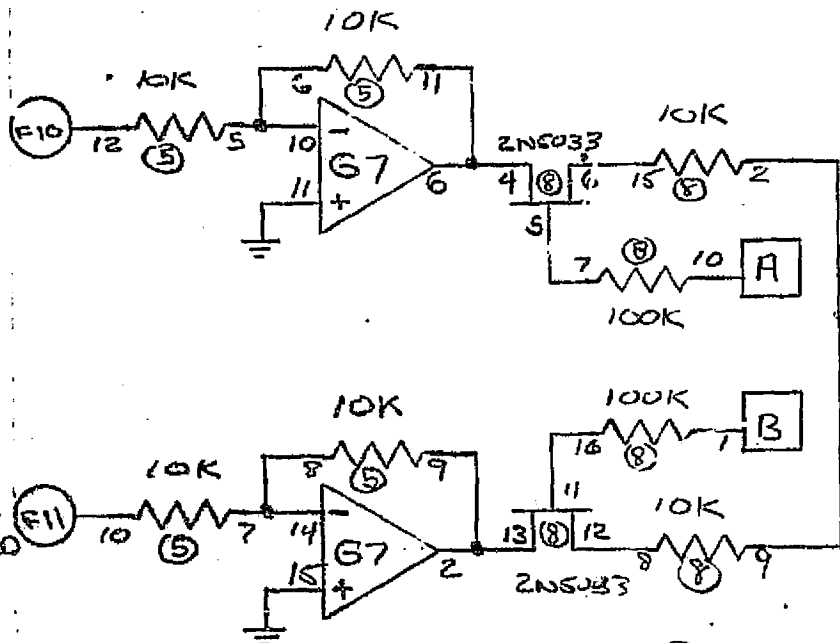 10K
10K
6 ⑤ 11
F10 12 ⑤ 5 10 − G7 6
11 +
2N5033
10K
4 ⑧ 6
15 ⑧ 2
5
7 ⑧ 10 A
100K
10K
100K
10K
8 ⑤ 9
16 ⑧ 1 B
F11 10 ⑤ 7 14 − G7 2
15 +
11
13 ⑧ 12
10K
8 ⑧ 9
2N5033